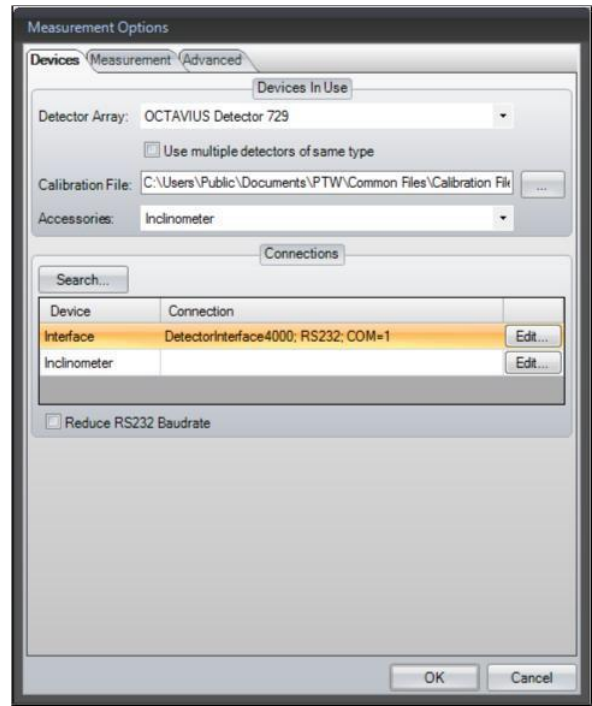 Measurement Options
Devices Measurement Advanced
Devices In Use
Detector Array: OCTAVIUS Detector 729
Use multiple detectors of same type
Calibration File: C:\Users\Public\Documents\PTW\Common Files\Calibration File ...
Accessories: Inclinometer
Connections
Search...
Device Connection
Interface DetectorInterface4000; RS232; COM=1 Edit...
Inclinometer Edit...
Reduce RS232 Baudrate
OK Cancel